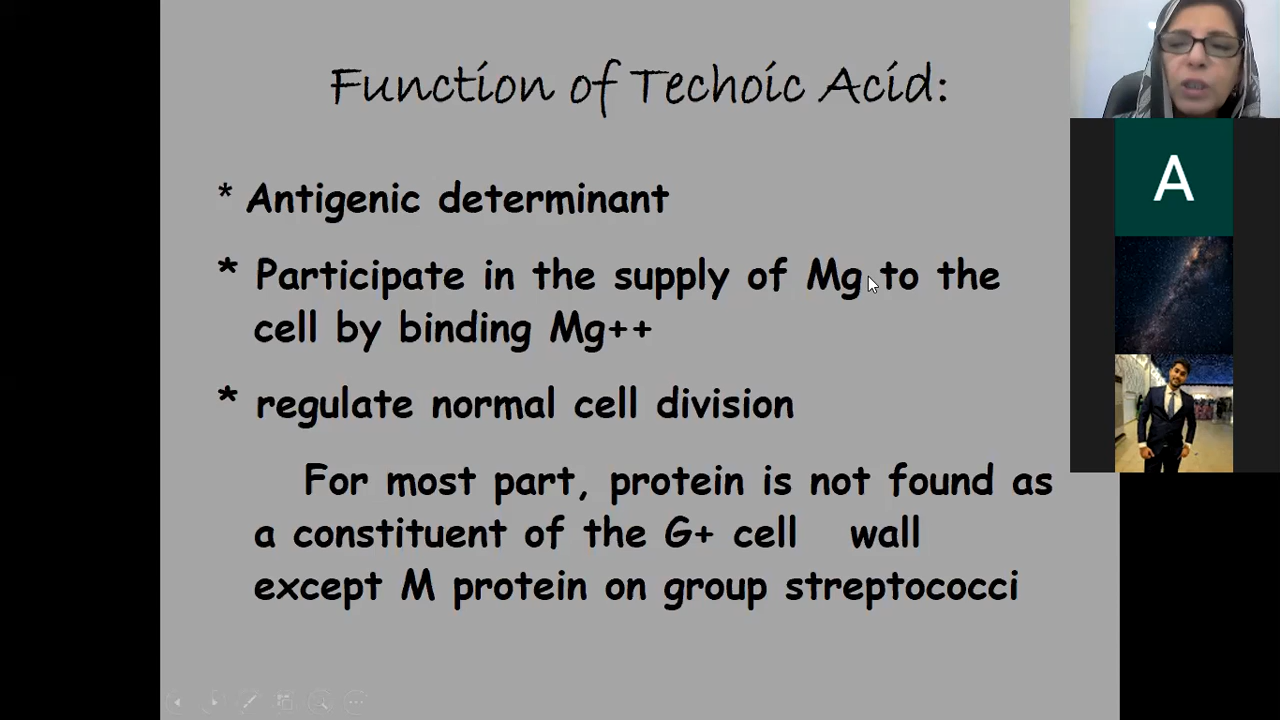 Function of Techoic Acid:
* Antigenic determinant
* Participate in the supply of Mg to the
cell by binding Mg++
* regulate normal cell division
For most part, protein is not found as
a constituent of the G+ cell wall
except M protein on group streptococci
A